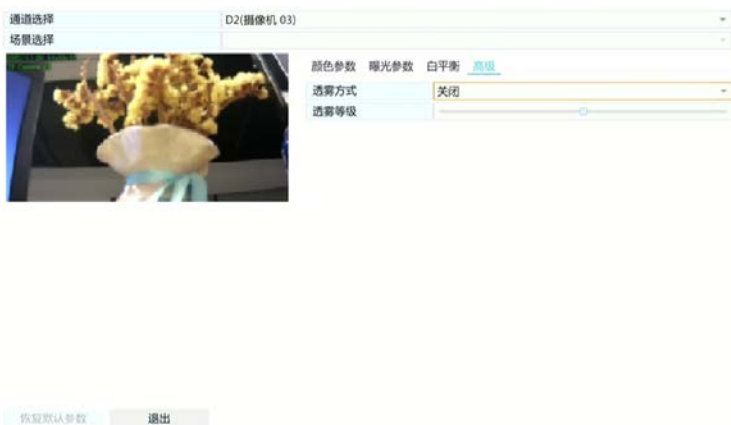 通道选择 D2(摄像机 03)
场景选择
颜色参数 曝光参数 白平衡 高级
透雾方式 关闭
透雾等级
恢复默认参数 退出